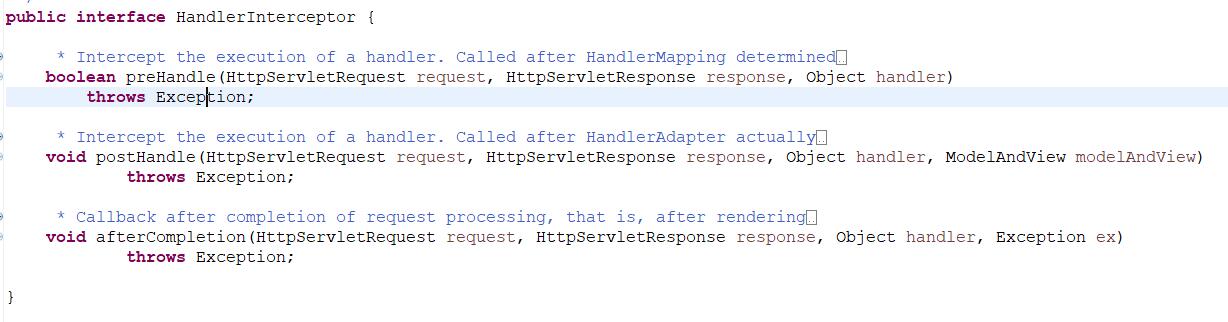 public interface HandlerInterceptor {
* Intercept the execution of a handler. Called after HandlerMapping determined
boolean preHandle(HttpServletRequest request, HttpServletResponse response, Object handler)
throws Exception;
* Intercept the execution of a handler. Called after HandlerAdapter actually
void postHandle(HttpServletRequest request, HttpServletResponse response, Object handler, ModelAndView modelAndView)
throws Exception;
* Callback after completion of request processing, that is, after rendering
void afterCompletion(HttpServletRequest request, HttpServletResponse response, Object handler, Exception ex)
throws Exception;
}